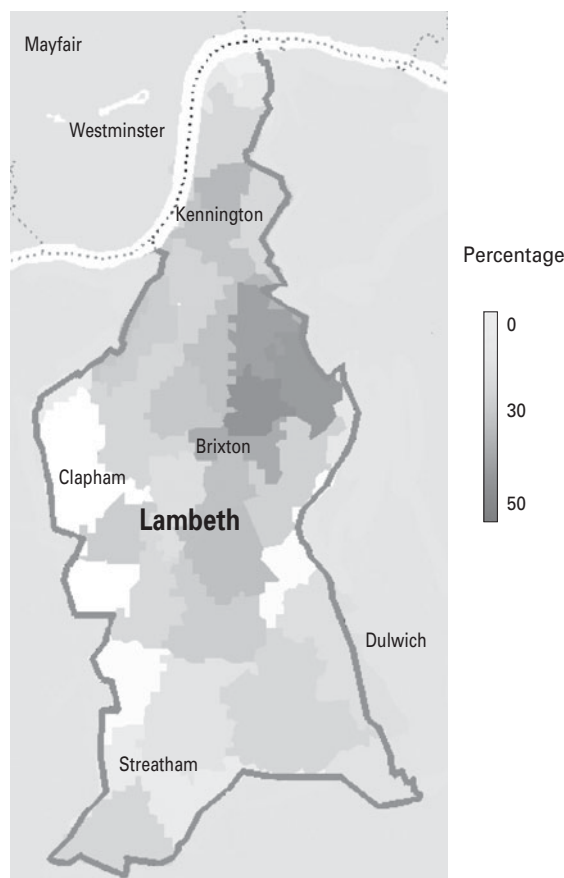 Mayfair
Westminster
Kennington
Percentage
0
30
Brixton
Clapham
50
Lambeth
Dulwich
Streatham